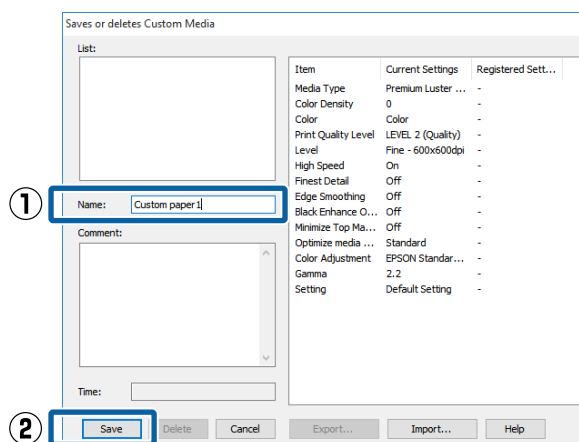 Saves or deletes Custom Media
List:
Item Current Settings Registered Sett...
Media Type Premium Luster ... -
Color Density 0 -
Color Color -
Print Quality Level LEVEL 2 (Quality) -
Level Fine - 600x600dpi -
High Speed On -
Finest Detail Off -
Edge Smoothing Off -
Black Enhance O... Off -
Minimize Top Ma... Off -
Optimize media ... Standard -
Color Adjustment EPSON Standar... -
Gamma 2.2 -
Setting Default Setting -
① Name: Custom paper1
Comment:
Time:
② Save Delete Cancel Export... Import... Help